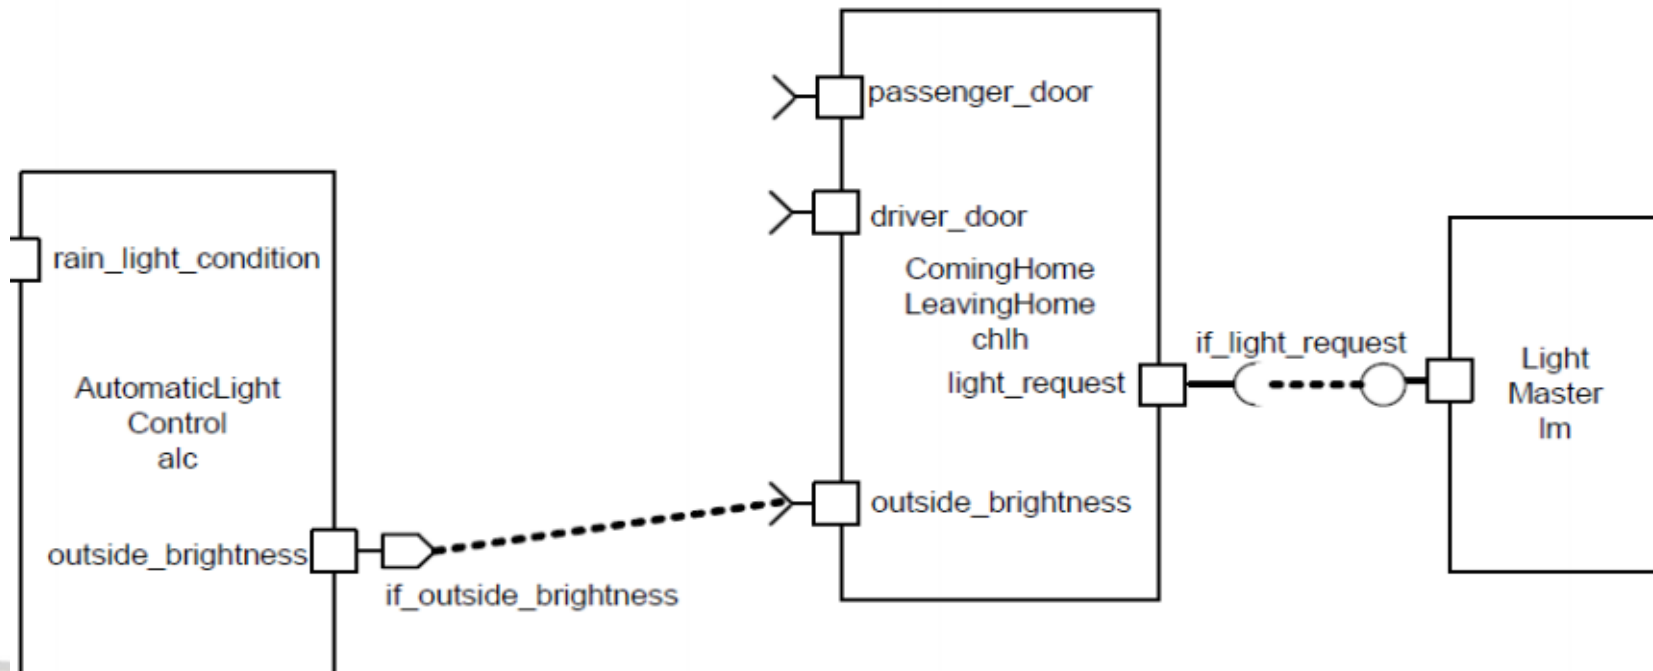 passenger_door
driver_door
rain_light_condition
ComingHome
LeavingHome
chlh
if_light_request
light_request
Light
Master
lm
AutomaticLight
Control
alc
outside_brightness
outside_brightness
if_outside_brightness